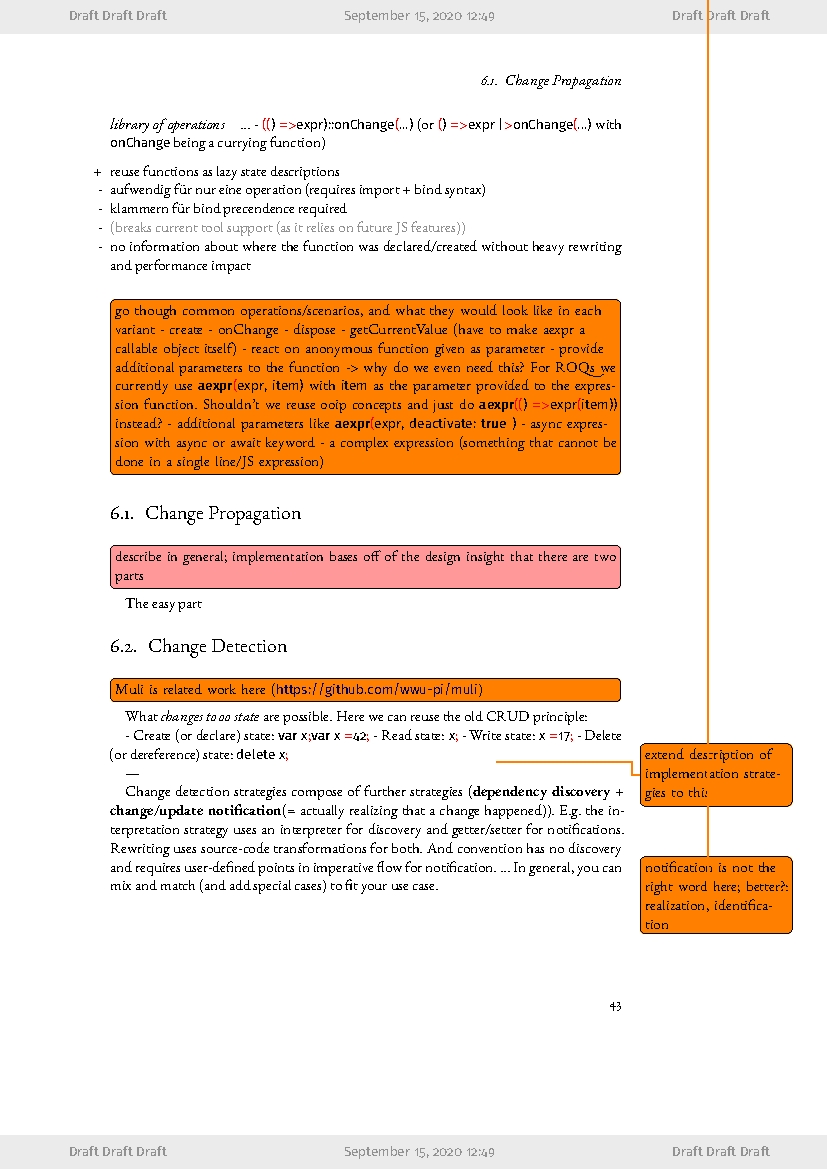 Draft Draft Draft September 15, 2020 12:49 Draft Draft Draft
6.1. Change Propagation
library of operations ... - (() =>expr)::onChange(...) (or () =>expr |>onChange(...) with
onChange being a currying function)
+ reuse functions as lazy state descriptions
- aufwendig für nur eine operation (requires import + bind syntax)
- klammern für bind precendence required
- (breaks current tool support (as it relies on future JS features))
- no information about where the function was declared/created without heavy rewriting
and performance impact
go though common operations/scenarios, and what they would look like in each
variant - create - onChange - dispose - getCurrentValue (have to make aexpr a
callable object itself) - react on anonymous function given as parameter - provide
additional parameters to the function -> why do we even need this? For ROQs we
currently use aexpr(expr, item) with item as the parameter provided to the expres-
sion function. Shouldn't we reuse ooip concepts and just do aexpr(() =>expr(item))
instead? - additional parameters like aexpr(expr, deactivate: true ) - async expres-
sion with async or await keyword - a complex expression (something that cannot be
done in a single line/JS expression)
6.1. Change Propagation
describe in general; implementation bases off of the design insight that there are two
parts
The easy part
6.2. Change Detection
Muli is related work here (https://github.com/wwu-pi/muli)
What changes to oo state are possible. Here we can reuse the old CRUD principle:
- Create (or declare) state: var x;var x =42; - Read state: x; - Write state: x =17; - Delete
(or dereference) state: delete x;
—
Change detection strategies compose of further strategies (dependency discovery +
change/update notification(= actually realizing that a change happened)). E.g. the in-
terpretation strategy uses an interpreter for discovery and getter/setter for notifications.
Rewriting uses source-code transformations for both. And convention has no discovery
and requires user-defined points in imperative flow for notification. ... In general, you can
mix and match (and add special cases) to fit your use case.
extend description of
implementation strate-
gies to this
notification is not the
right word here; better?:
realization, identifica-
tion
43
Draft Draft Draft September 15, 2020 12:49 Draft Draft Draft